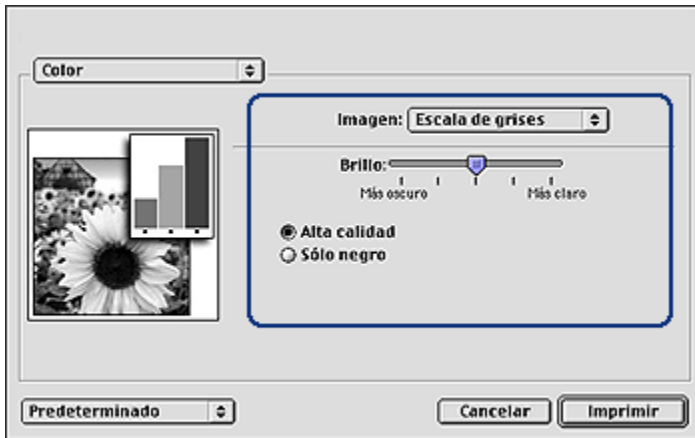 Color
Imagen: Escala de grises
Brillo:
Más oscuro Más claro
Alta calidad
Sólo negro
Predeterminado Cancelar Imprimir